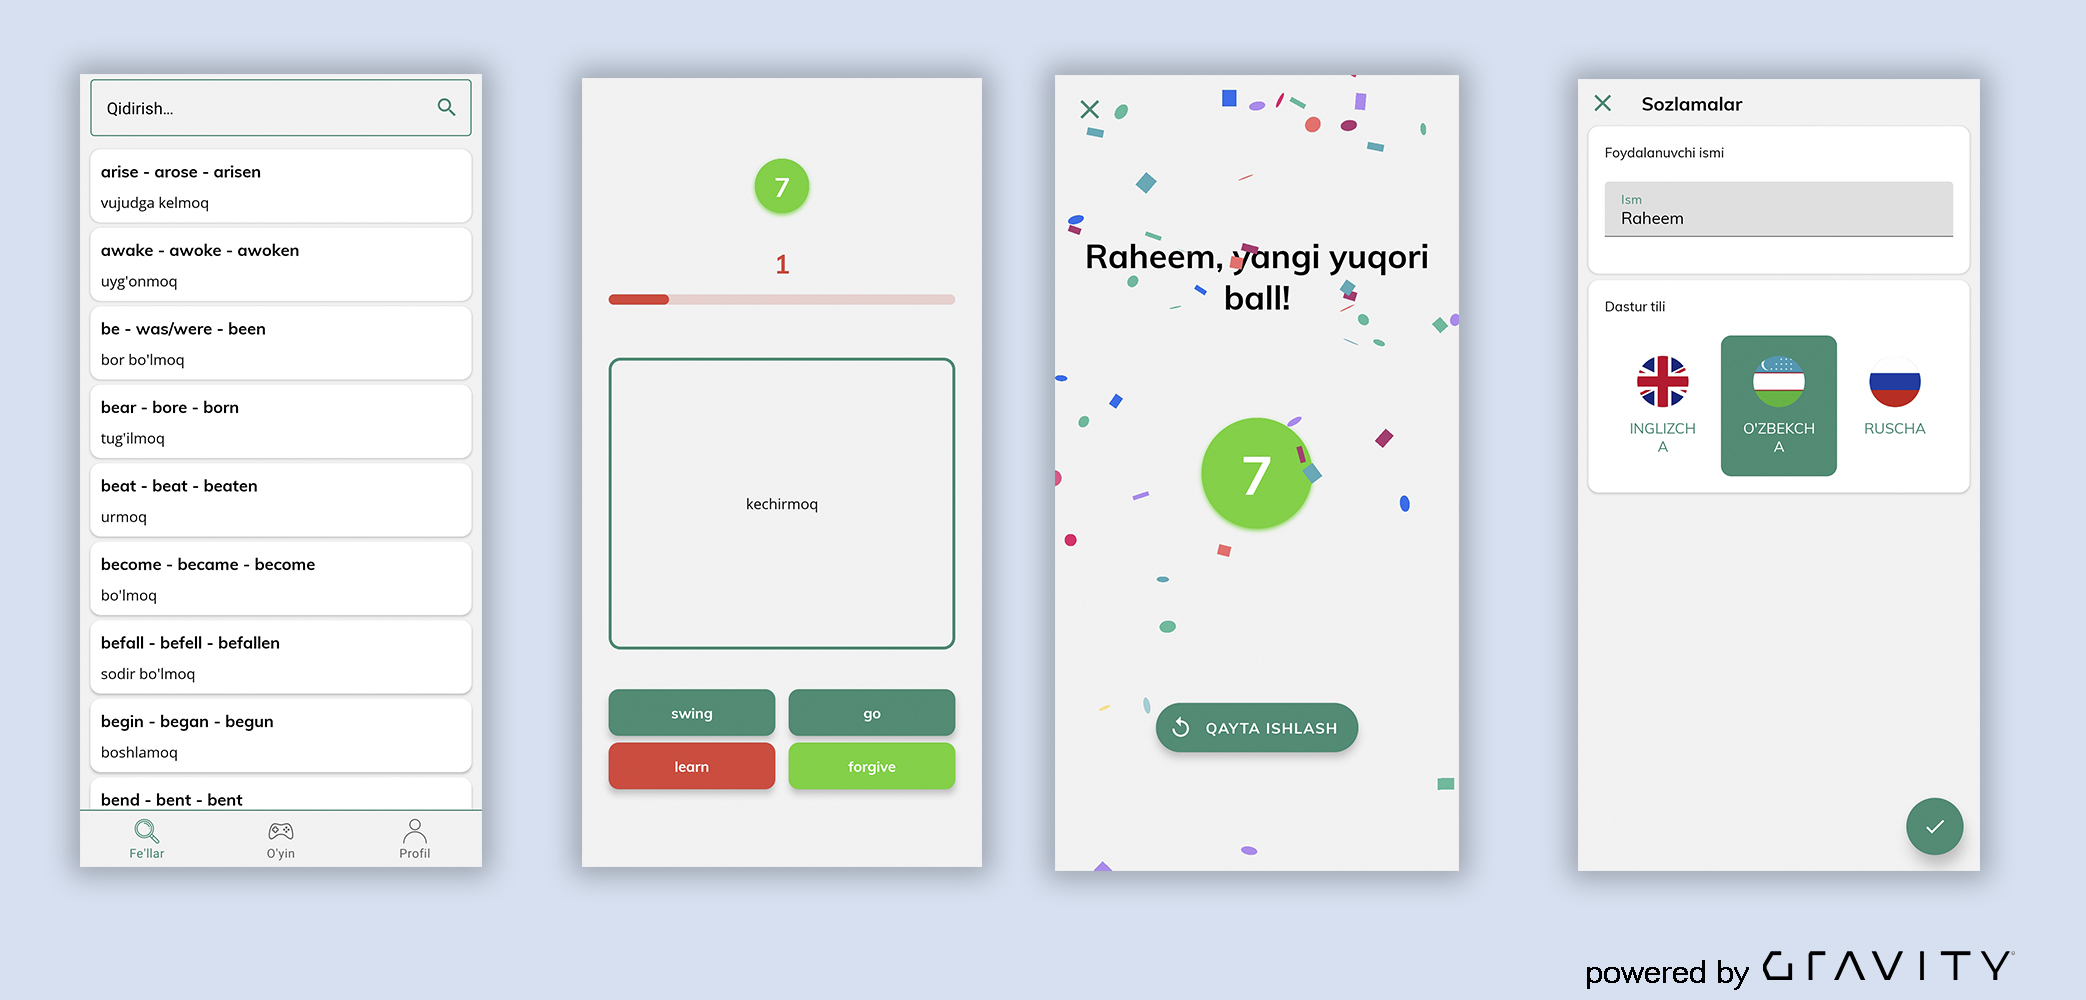 Qidirish...
arise - arose - arisen
vujudga kelmoq
awake - awoke - awoken
uyg'onmoq
be - was/were - been
bor bo'lmoq
bear - bore - born
tug'ilmoq
beat - beat - beaten
urmoq
become - became - become
bo'lmoq
befall - befell - befallen
sodir bo'lmoq
begin - began - begun
boshlamoq
bend - bent - bent
Fe'llar
O'yin
Profil
7
1
kechirmoq
swing
go
learn
forgive
Raheem, yangi yuqori
ball!
7
QAYTA ISHLASH
Sozlamalar
Foydalanuvchi ismi
Ism
Raheem
Dastur tili
INGLIZCH
A
O'ZBEKCH
A
RUSCHA
powered by GRAVITY